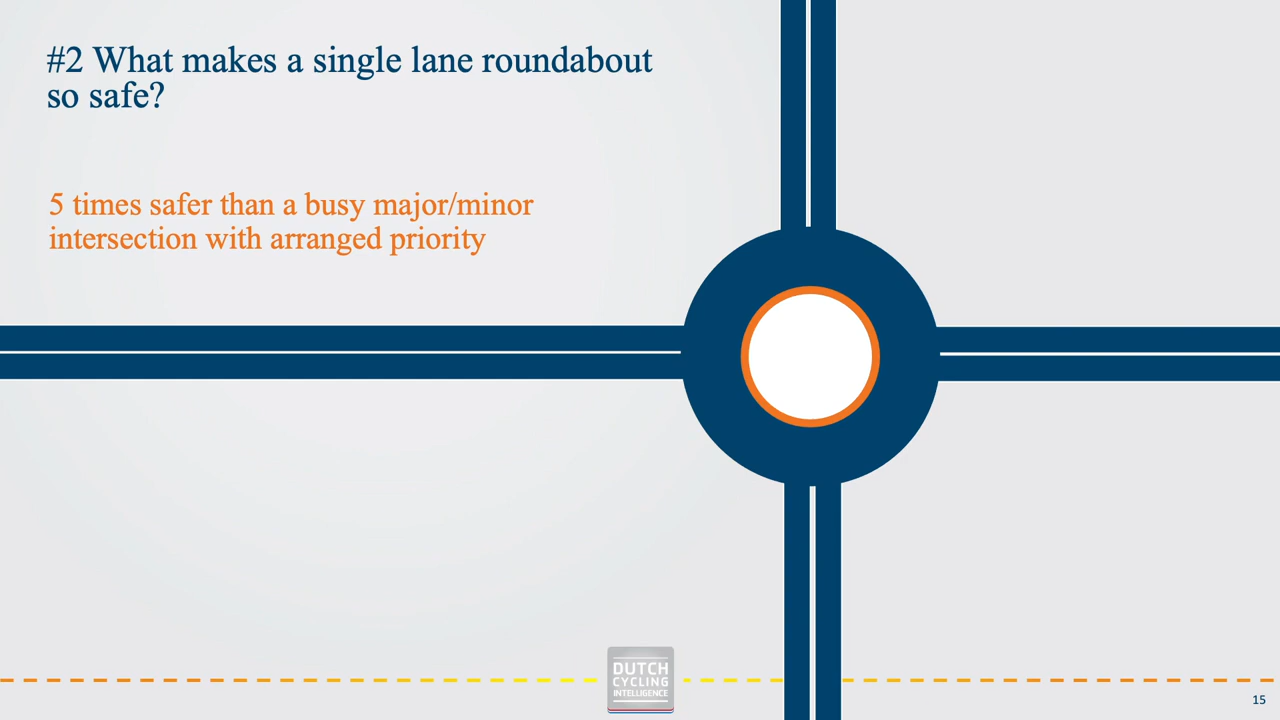 #2 What makes a single lane roundabout
so safe?
5 times safer than a busy major/minor
intersection with arranged priority
DUTCH
CYCLING
INTELLIGENCE
15